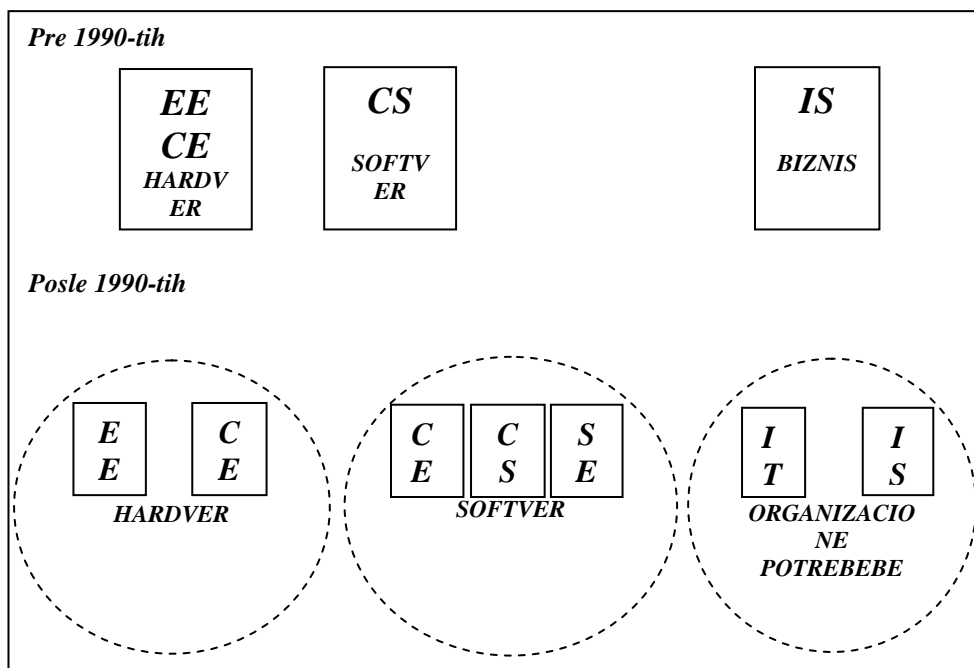 Pre 1990-tih
EE
CE
HARDV
ER
CS
SOFTV
ER
IS
BIZNIS
Posle 1990-tih
E
E
C
E
HARDVER
C
E
C
S
S
E
SOFTVER
I
T
I
S
ORGANIZACIO
NE
POTREBEBE